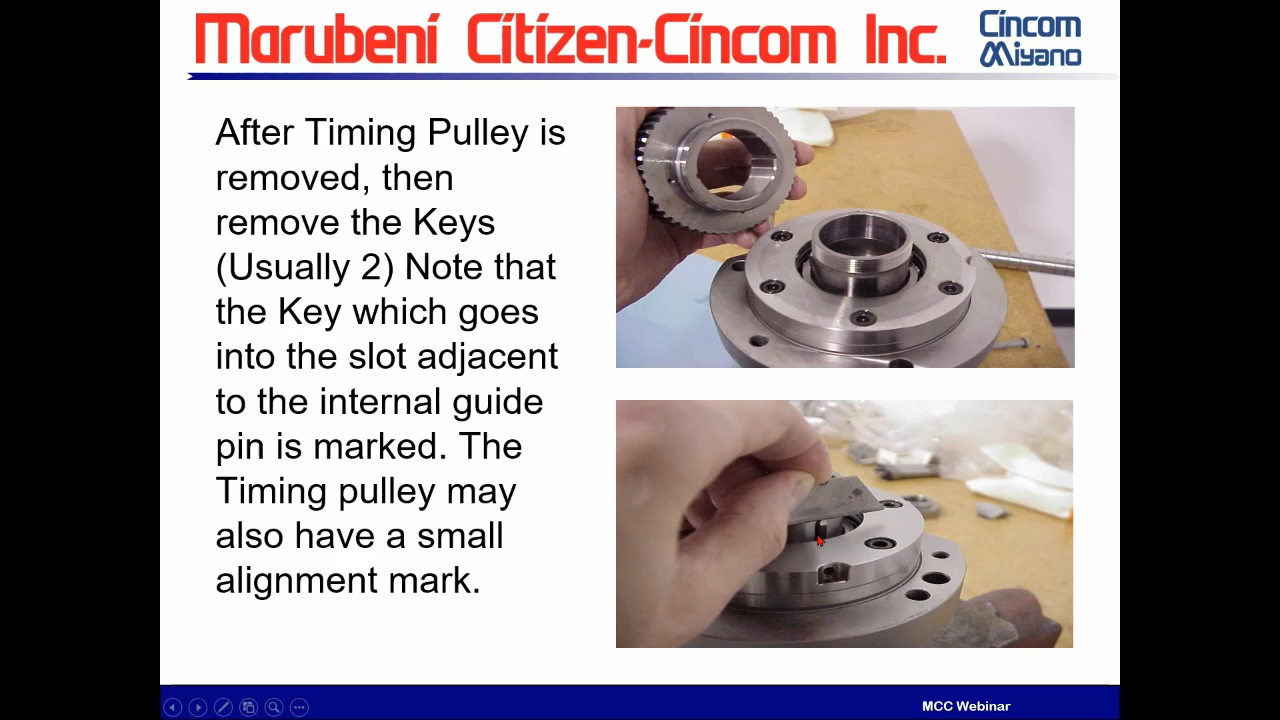 Marubeni Citizen-Cincom Inc.
Cincom
Miyano
After Timing Pulley is
removed, then
remove the Keys
(Usually 2) Note that
the Key which goes
into the slot adjacent
to the internal guide
pin is marked. The
Timing pulley may
also have a small
alignment mark.
MCC Webinar